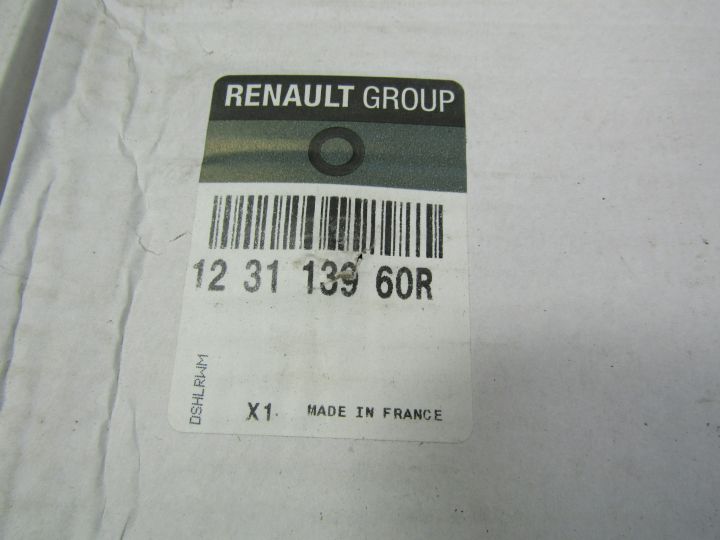 RENAULT GROUP
12 31 139 60R
DSHLRWM
X1. MADE IN FRANCE